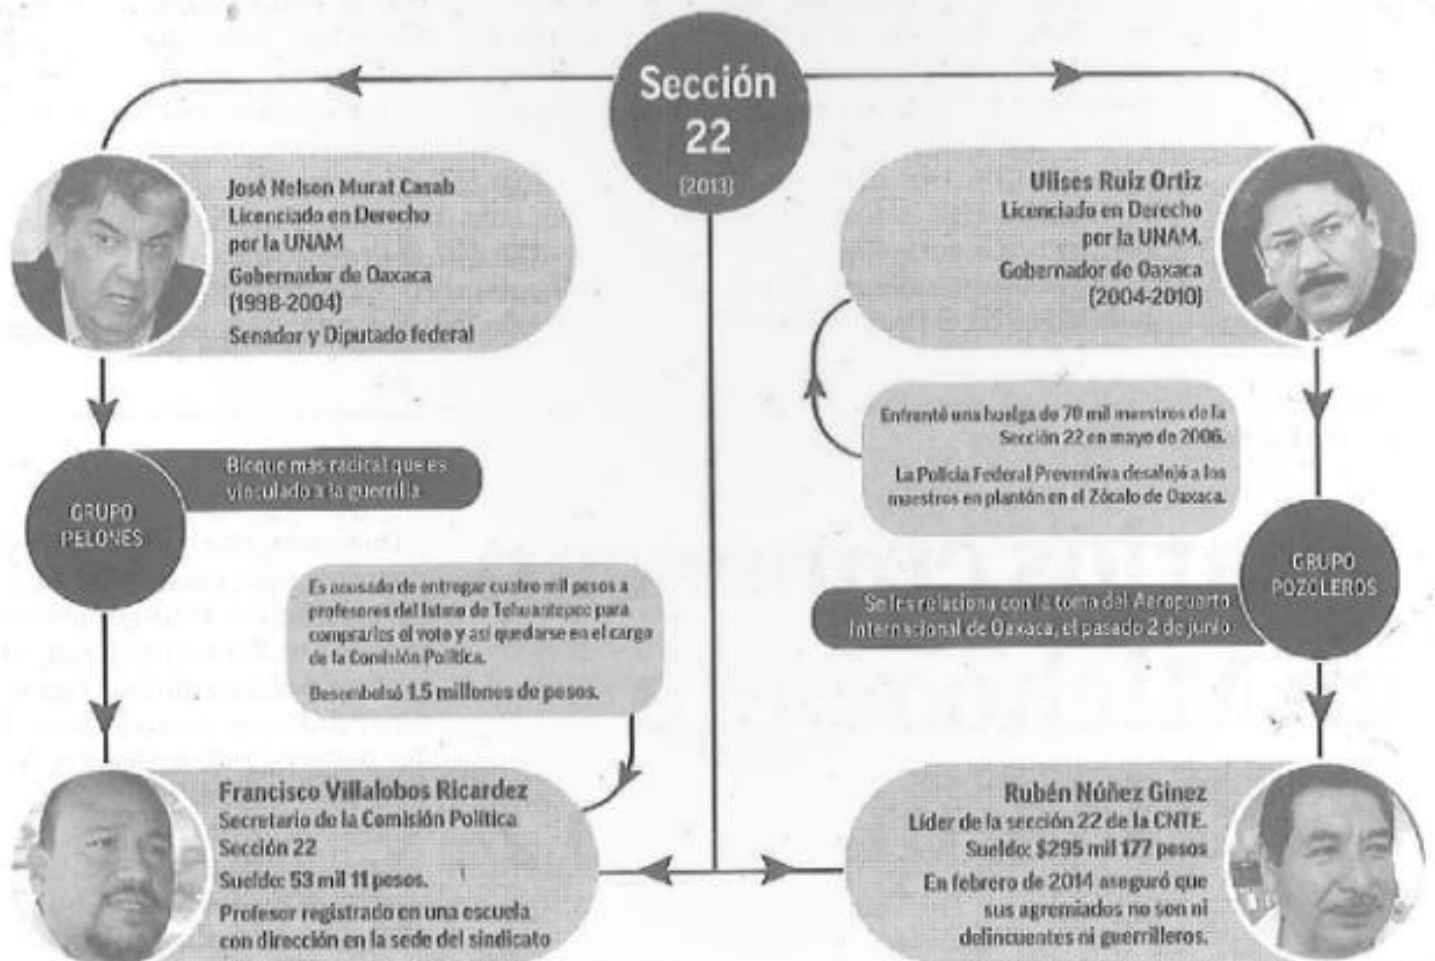 Sección
22
(2013)
José Nelson Murat Casab
Licenciado en Derecho
por la UNAM
Gobernador de Oaxaca
(1998-2004)
Senador y Diputado federal
Ulises Ruiz Ortiz
Licenciado en Derecho
por la UNAM.
Gobernador de Oaxaca
(2004-2010)
Enfrentó una huelga de 70 mil maestros de la
Sección 22 en mayo de 2006.
La Policía Federal Preventiva desalojó a los
maestros en plantón en el Zócalo de Oaxaca.
GRUPO
PELONES
Bloque más radical que es
vinculado a la guerrilla
GRUPO
POZOLEROS
Se les relaciona con la toma del Aeropuerto
Internacional de Oaxaca, el pasado 2 de junio
Es acusado de entregar cuatro mil pesos a
profesores del Istmo de Tehuantepec para
comprarles el voto y así quedarse en el cargo
de la Comisión Política.
Desembolsó 1.5 millones de pesos.
Francisco Villalobos Ricardez
Secretario de la Comisión Política
Sección 22
Sueldo: 53 mil 11 pesos.
Profesor registrado en una escuela
con dirección en la sede del sindicato
Rubén Núñez Ginez
Líder de la sección 22 de la CNTE.
Sueldo: $295 mil 177 pesos
En febrero de 2014 aseguró que
sus agremiados no son ni
delincuentes ni guerrilleros.